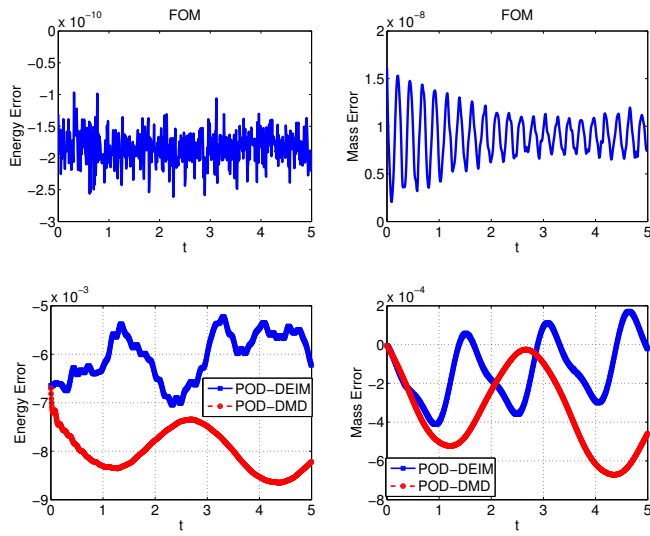 FOM
x 10−10
Energy Error
0
−0.5
−1
−1.5
−2
−2.5
−3
0 1 2 3 4 5
t
FOM
x 10−8
Mass Error
2
1.5
1
0.5
0
0 1 2 3 4 5
t
x 10−3
Energy Error
−5
−6
−7
−8
−9
POD−DEIM
POD−DMD
0 1 2 3 4 5
t
x 10−4
Mass Error
2
0
−2
−4
−6
−8
POD−DEIM
POD−DMD
0 1 2 3 4 5
t